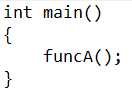 int main()
{
    funcA();
}